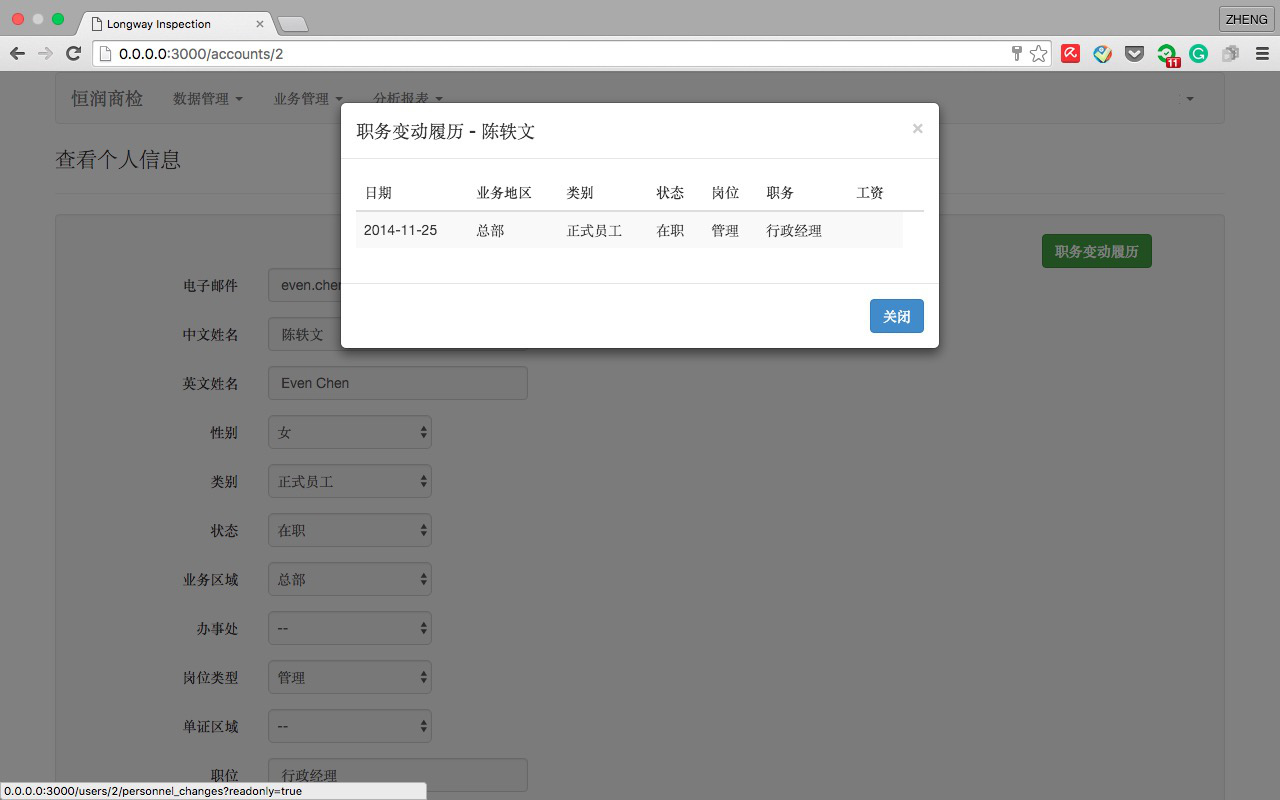 Longway Inspection
ZHENG
0.0.0.0:3000/accounts/2
11
恒润商检 数据管理 业务管理 分析报表
职务变动履历 - 陈轶文 ×
查看个人信息
日期 业务地区 类别 状态 岗位 职务 工资
2014-11-25 总部 正式员工 在职 管理 行政经理
职务变动履历
电子邮件 even.che
关闭
中文姓名 陈轶文
英文姓名 Even Chen
性别 女
类别 正式员工
状态 在职
业务区域 总部
办事处 --
岗位类型 管理
单证区域 --
职位 行政经理
0.0.0.0:3000/users/2/personnel_changes?readonly=true